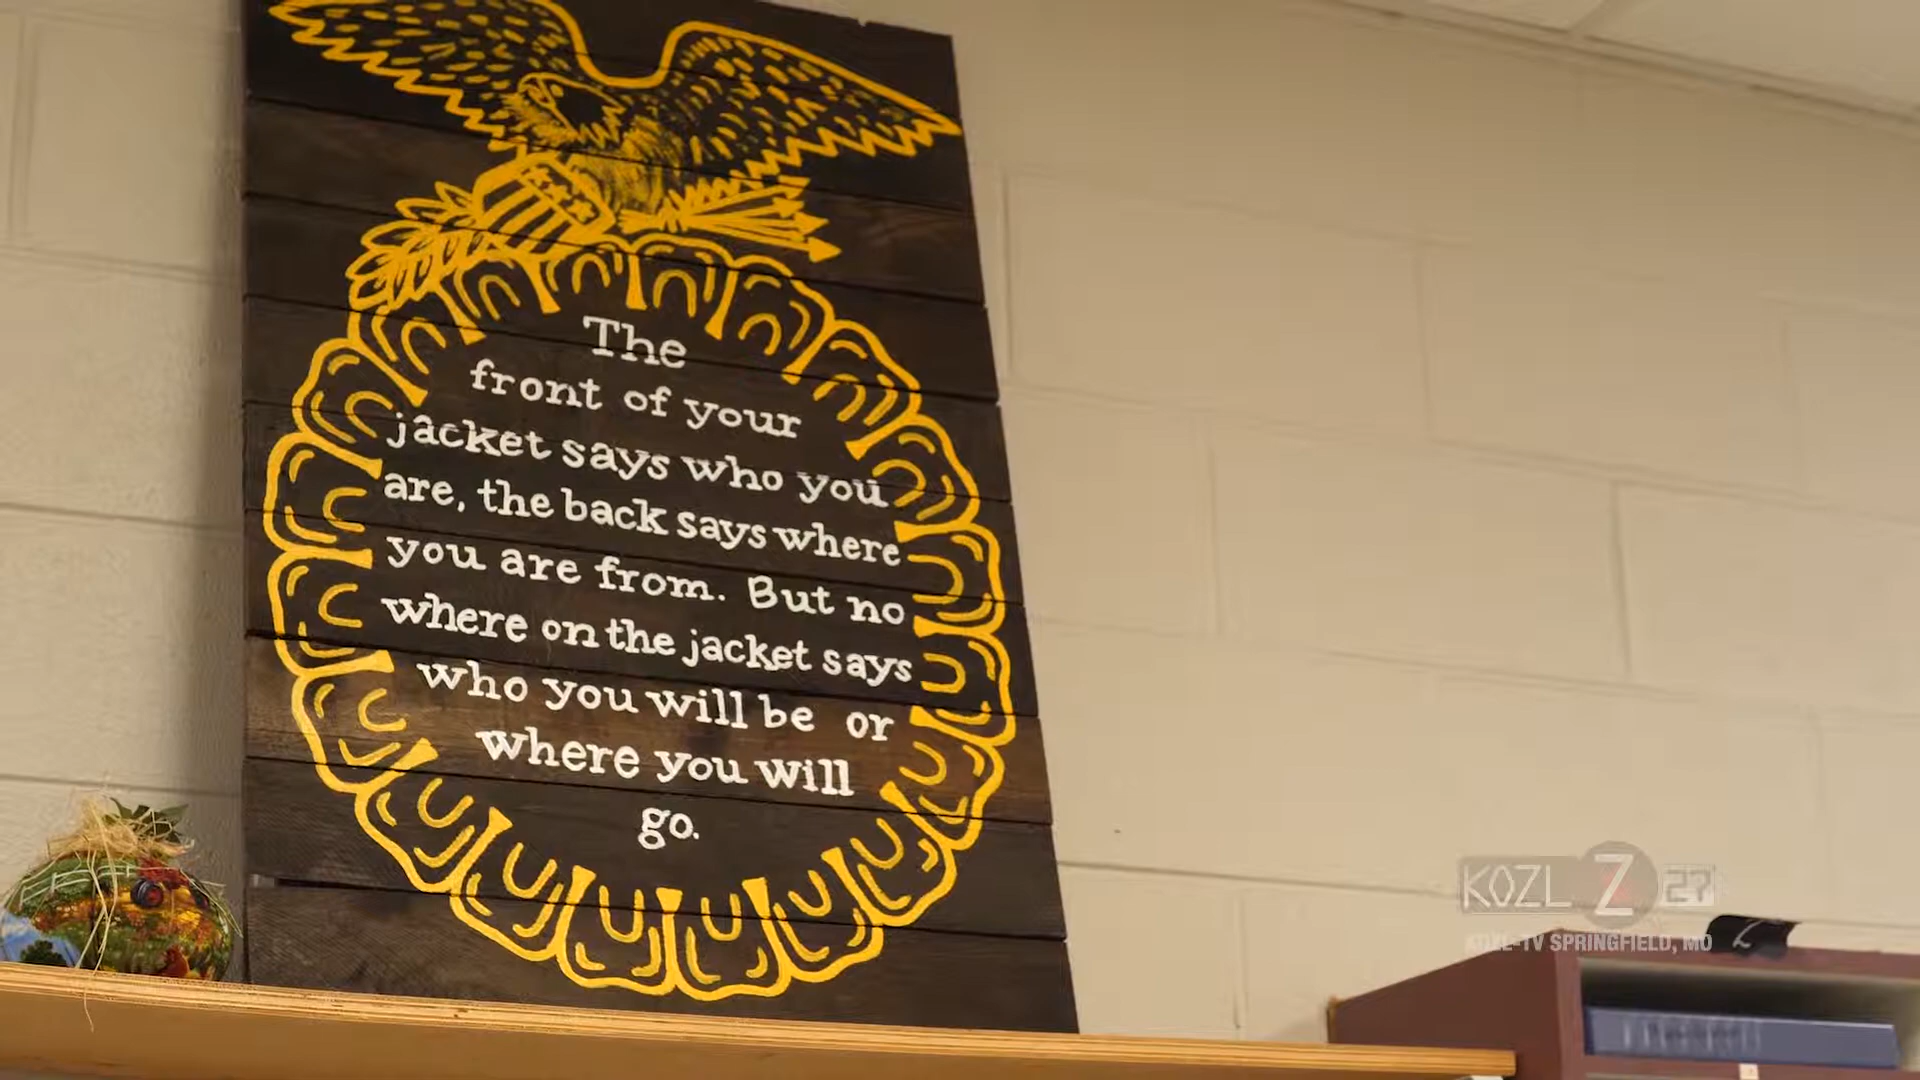 The
front of your
jacket says who you
are, the back says where
you are from. But no
where on the jacket says
who you will be or
where you will
go.
KOZL Z 27
KOZL-TV SPRINGFIELD, MO